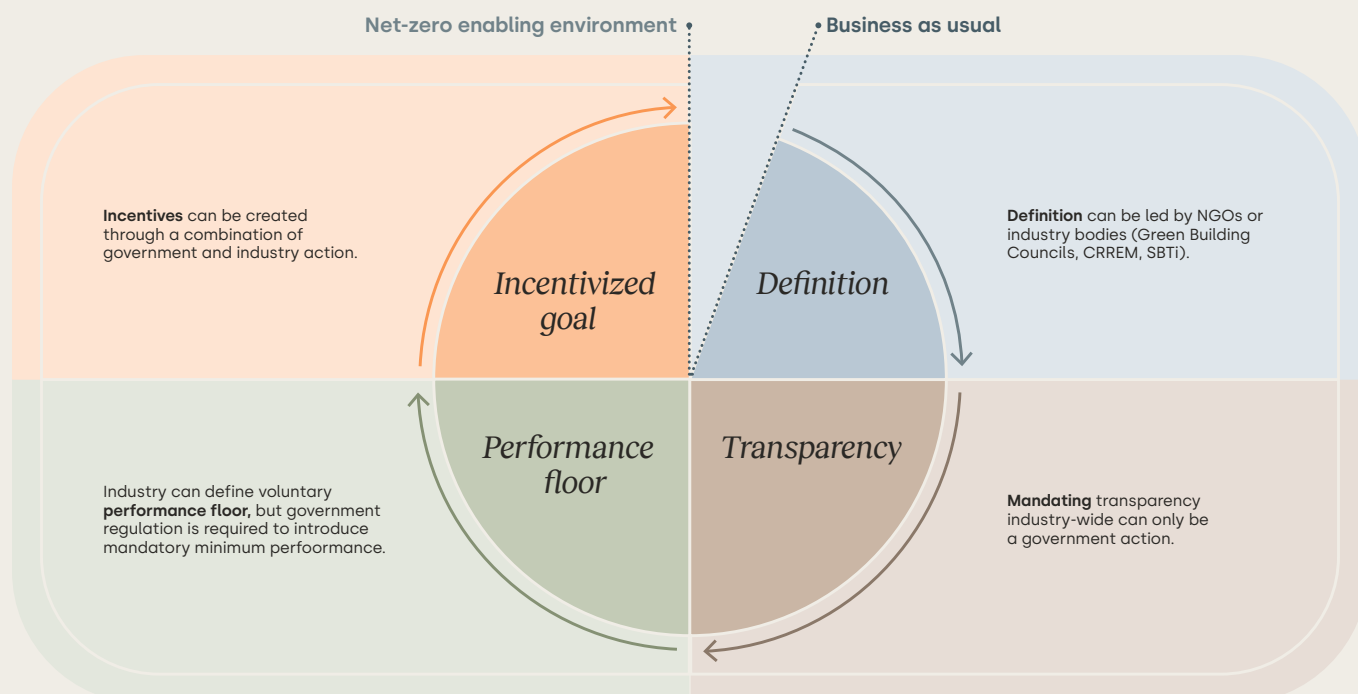 Net-zero enabling environment
Business as usual
Incentives can be created
through a combination of
government and industry action.
Incentivized
goal
Definition
Definition can be led by NGOs or
industry bodies (Green Building
Councils, CRREM, SBTi).
Industry can define voluntary
performance floor, but government
regulation is required to introduce
mandatory minimum perfoormance.
Performance
floor
Transparency
Mandating transparency
industry-wide can only be
a government action.